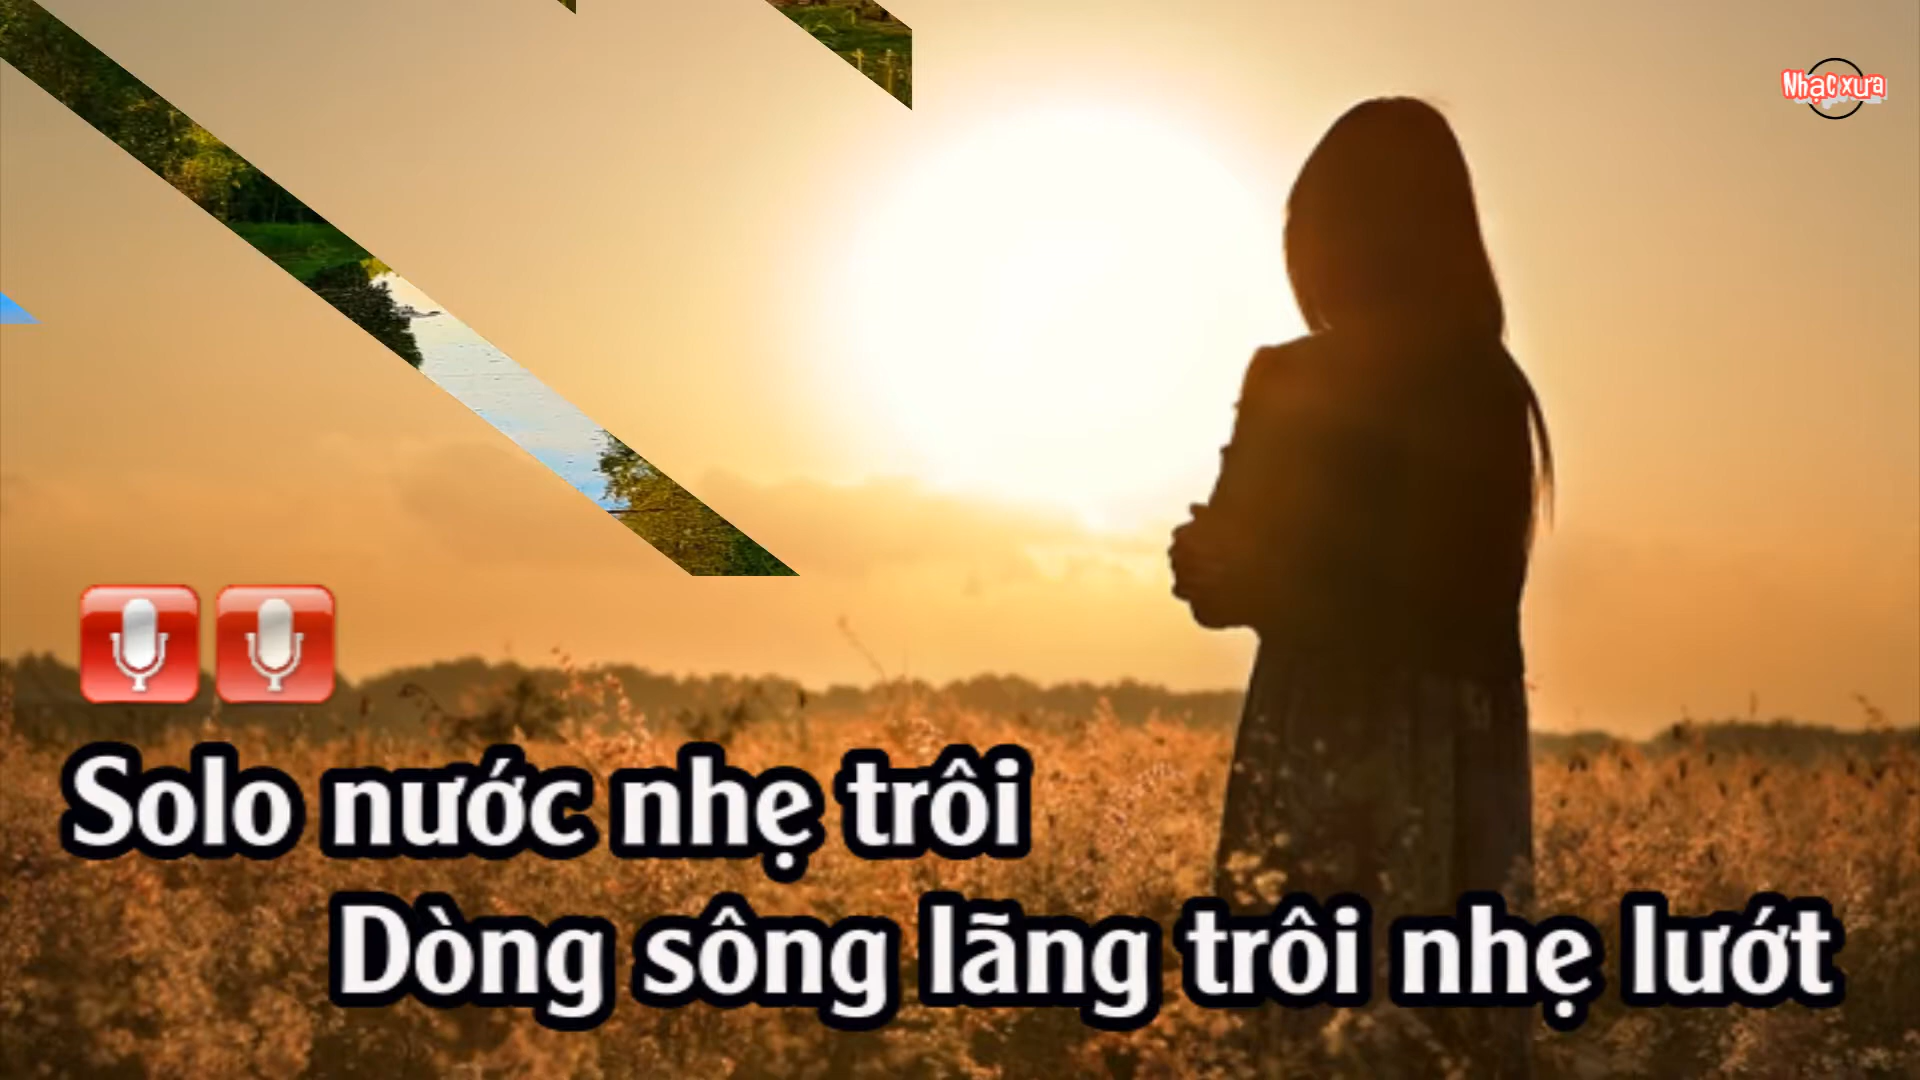 Nhạc xưa
Solo nước nhẹ trôi
Dòng sông lãng trôi nhẹ lướt